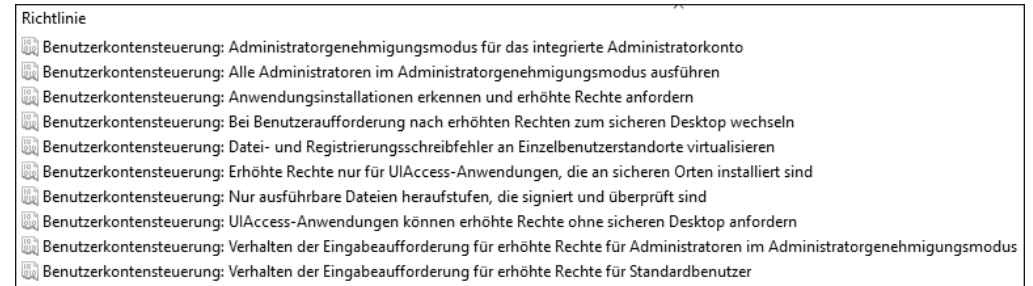 Richtlinie
Benutzerkontensteuerung: Administratorgenehmigungsmodus für das integrierte Administratorkonto
Benutzerkontensteuerung: Alle Administratoren im Administratorgenehmigungsmodus ausführen
Benutzerkontensteuerung: Anwendungsinstallationen erkennen und erhöhte Rechte anfordern
Benutzerkontensteuerung: Bei Benutzeraufforderung nach erhöhten Rechten zum sicheren Desktop wechseln
Benutzerkontensteuerung: Datei- und Registrierungsschreibfehler an Einzelbenutzerstandorte virtualisieren
Benutzerkontensteuerung: Erhöhte Rechte nur für UIAccess-Anwendungen, die an sicheren Orten installiert sind
Benutzerkontensteuerung: Nur ausführbare Dateien heraufstufen, die signiert und überprüft sind
Benutzerkontensteuerung: UIAccess-Anwendungen können erhöhte Rechte ohne sicheren Desktop anfordern
Benutzerkontensteuerung: Verhalten der Eingabeaufforderung für erhöhte Rechte für Administratoren im Administratorgenehmigungsmodus
Benutzerkontensteuerung: Verhalten der Eingabeaufforderung für erhöhte Rechte für Standardbenutzer